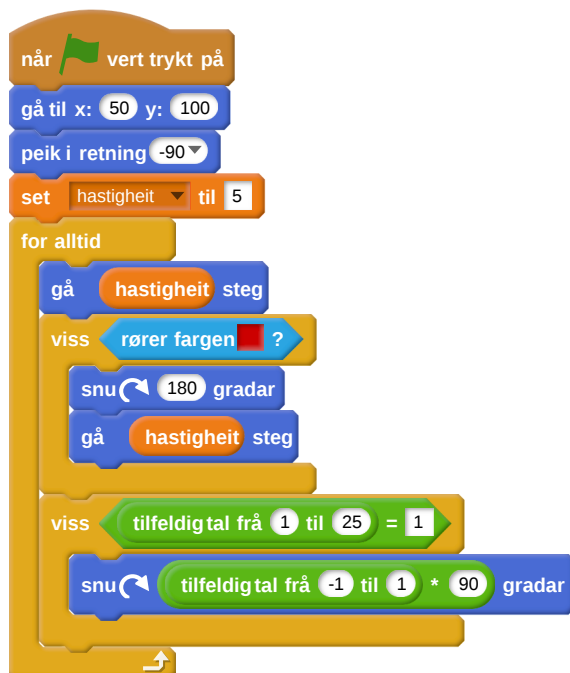 når vert trykt på
gå til x: 50 y: 100
peik i retning -90
set hastigheit til 5
for alltid
gå hastigheit steg
viss rører fargen ?
snu 180 gradar
gå hastigheit steg
viss tilfeldig tal frå 1 til 25 = 1
snu tilfeldig tal frå -1 til 1 * 90 gradar